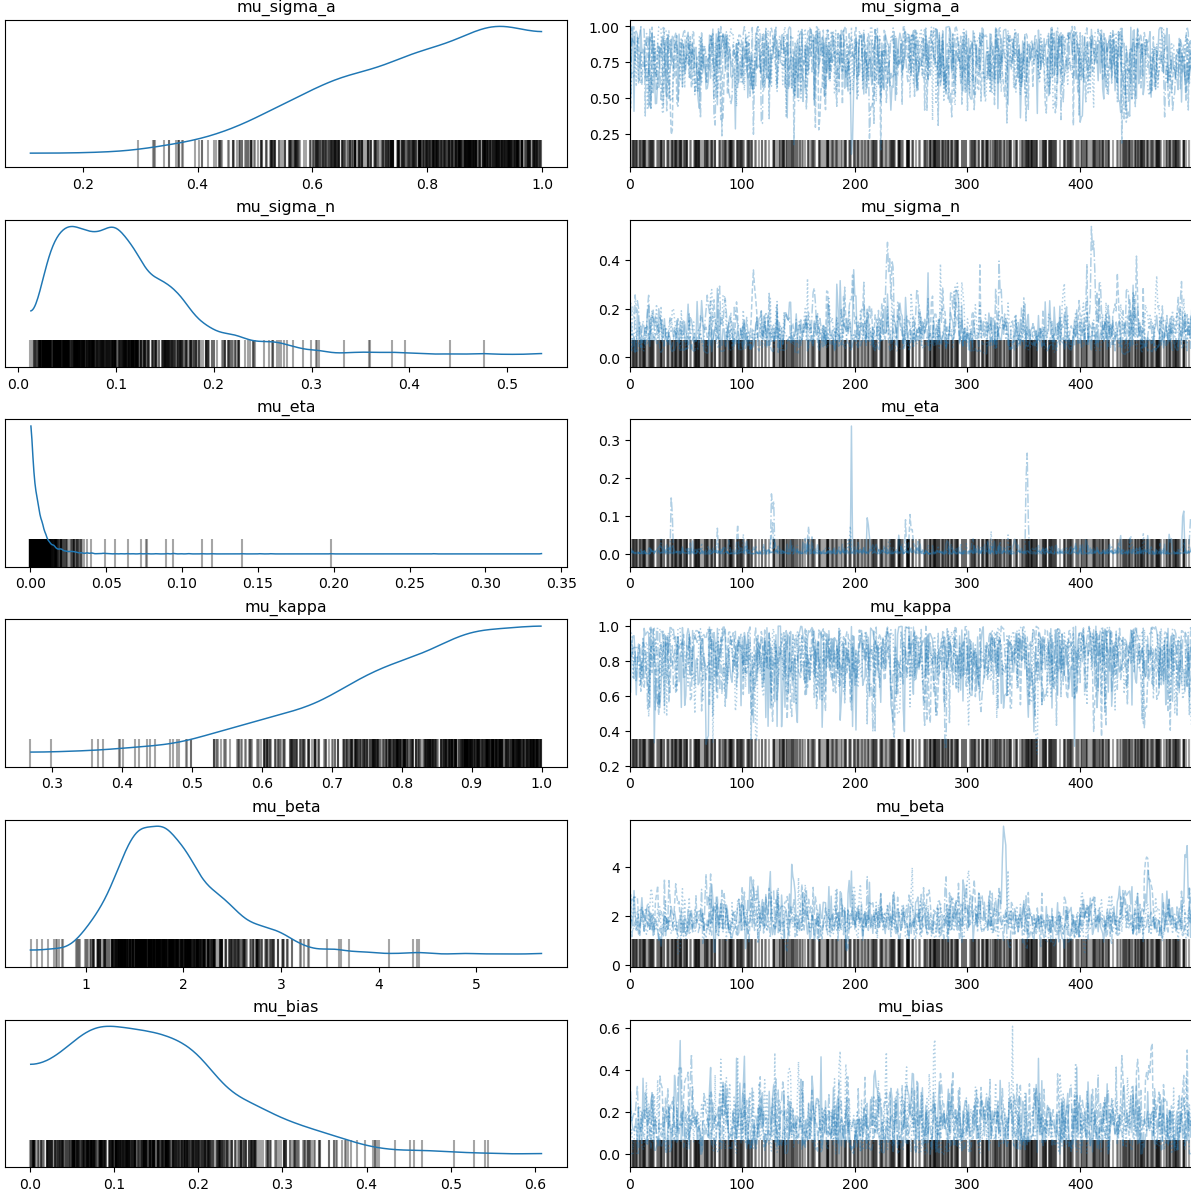 mu_sigma_a mu_sigma_a
1.00
0.75
0.50
0.25
0.2 0.4 0.6 0.8 1.0 0 100 200 300 400
mu_sigma_n mu_sigma_n
0.4
0.2
0.0
0.0 0.1 0.2 0.3 0.4 0.5 0 100 200 300 400
mu_eta mu_eta
0.3
0.2
0.1
0.0
0.00 0.05 0.10 0.15 0.20 0.25 0.30 0.35 0 100 200 300 400
mu_kappa mu_kappa
1.0
0.8
0.6
0.4
0.2
0.3 0.4 0.5 0.6 0.7 0.8 0.9 1.0 0 100 200 300 400
mu_beta mu_beta
4
2
0
1 2 3 4 5 0 100 200 300 400
mu_bias mu_bias
0.6
0.4
0.2
0.0
0.0 0.1 0.2 0.3 0.4 0.5 0.6 0 100 200 300 400